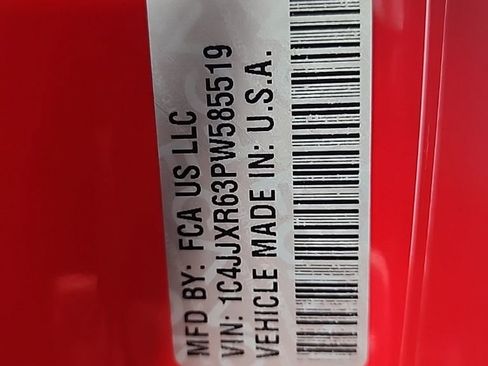 MFD BY: FCA US LLC
VIN: 1C4JJXR63PW585519
VEHICLE MADE IN: U.S.A.